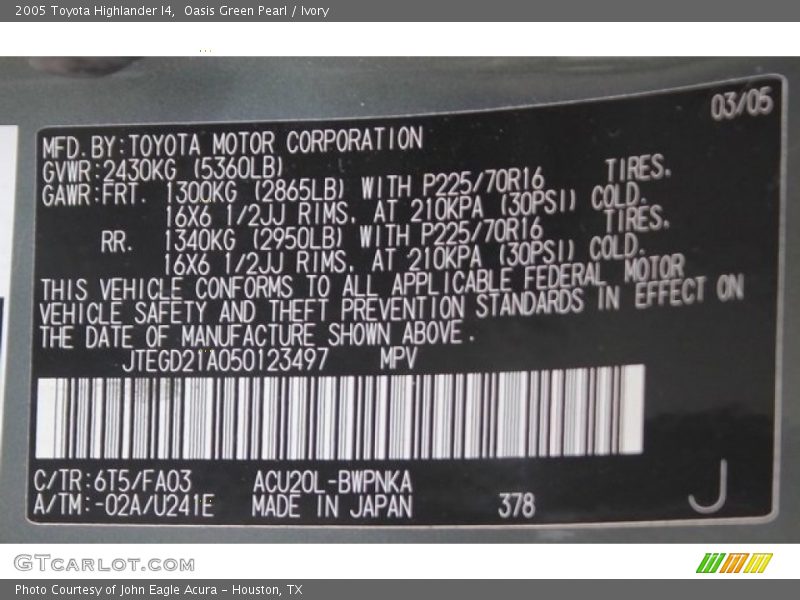 2005 Toyota Highlander I4,  Oasis Green Pearl / Ivory
03/05
MFD.BY:TOYOTA MOTOR CORPORATION
GVWR:2430KG (5360LB)
GAWR:FRT. 1300KG (2865LB) WITH P225/70R16 TIRES.
16X6 1/2JJ RIMS. AT 210KPA (30PSI) COLD.
RR. 1340KG (2950LB) WITH P225/70R16 TIRES.
16X6 1/2JJ RIMS. AT 210KPA (30PSI) COLD.
THIS VEHICLE CONFORMS TO ALL APPLICABLE FEDERAL MOTOR
VEHICLE SAFETY AND THEFT PREVENTION STANDARDS IN EFFECT ON
THE DATE OF MANUFACTURE SHOWN ABOVE.
JTEGD21A050123497 MPV
C/TR:6T5/FA03 ACU20L-BWPNKA
A/TM:-02A/U241E MADE IN JAPAN 378 J
GTCARLOT.COM
Photo Courtesy of John Eagle Acura - Houston, TX